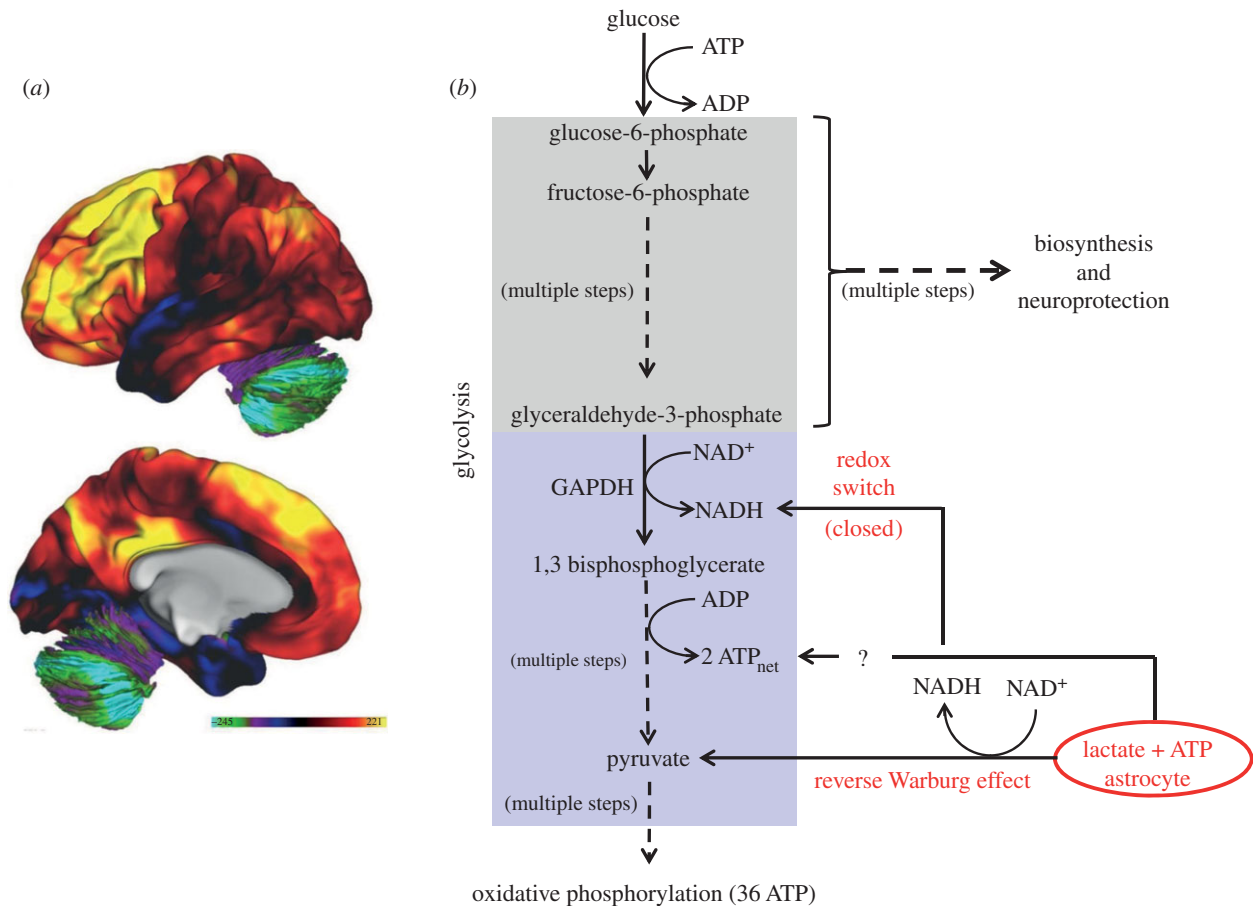 (a)
-245
221
(b)
glucose
ATP
ADP
glucose-6-phosphate
fructose-6-phosphate
(multiple steps)
glyceraldehyde-3-phosphate
(multiple steps)
biosynthesis
and
neuroprotection
glycolysis
GAPDH
NAD⁺
NADH
redox
switch
(closed)
1,3 bisphosphoglycerate
ADP
(multiple steps)
2 ATPnet
?
NADH
NAD⁺
pyruvate
reverse Warburg effect
lactate + ATP
astrocyte
(multiple steps)
oxidative phosphorylation (36 ATP)